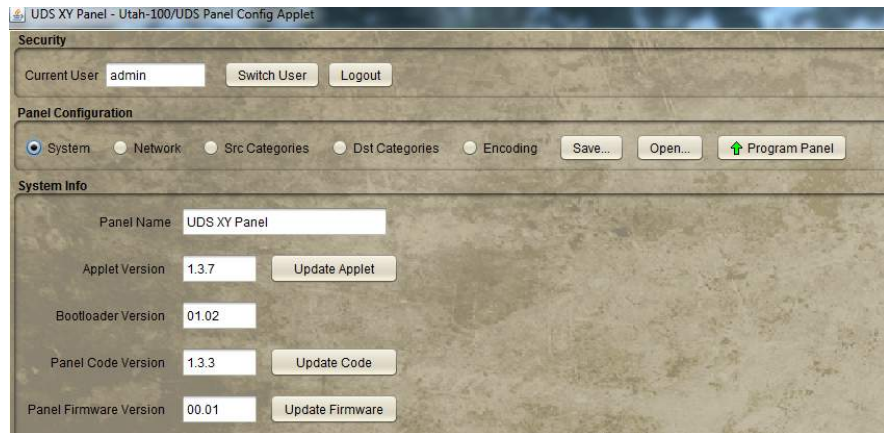 UDS XY Panel - Utah-100/UDS Panel Config Applet
Security
Current User admin Switch User Logout
Panel Configuration
System Network Src Categories Dst Categories Encoding Save... Open... Program Panel
System Info
Panel Name UDS XY Panel
Applet Version 1.3.7 Update Applet
Bootloader Version 01.02
Panel Code Version 1.3.3 Update Code
Panel Firmware Version 00.01 Update Firmware